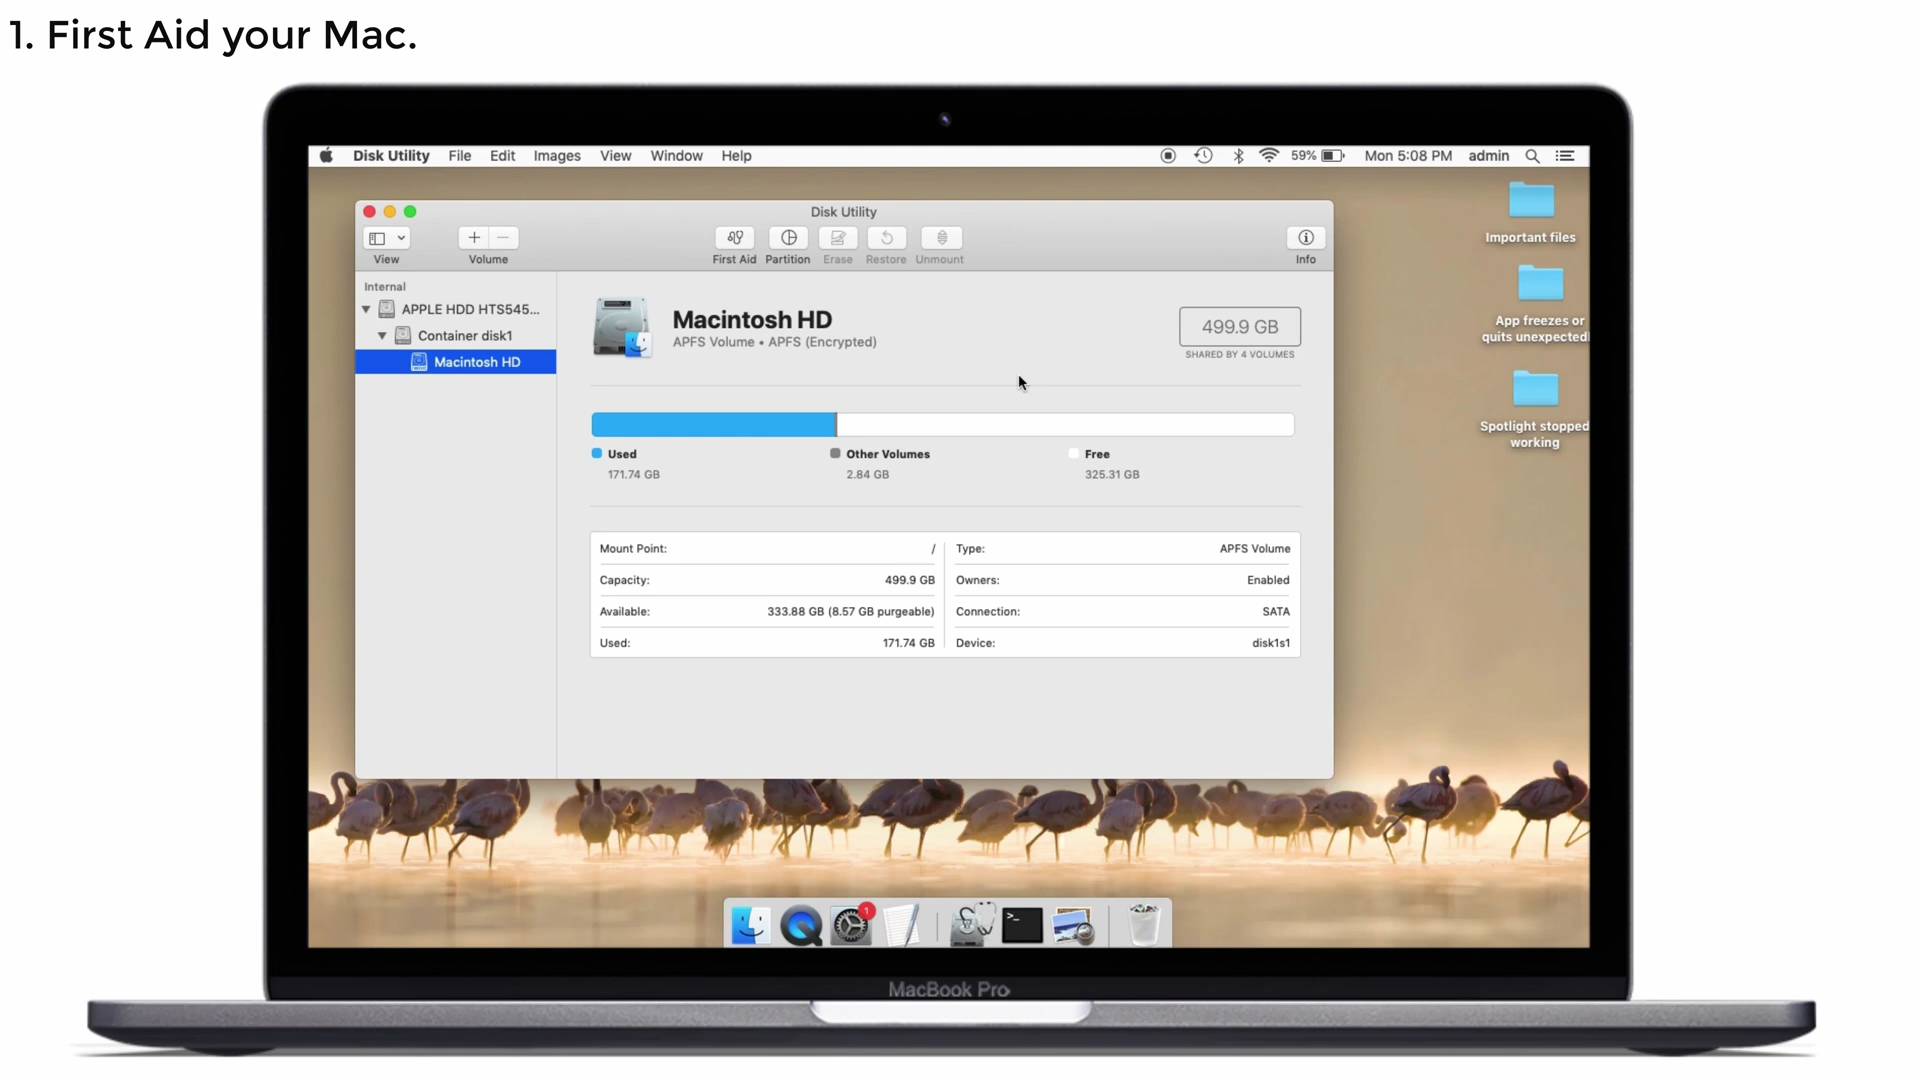 1. First Aid your Mac.
Disk Utility File Edit Images View Window Help
59% Mon 5:08 PM admin
Disk Utility
View
Volume
First Aid Partition Erase Restore Unmount
Info
Internal
APPLE HDD HTS545...
Container disk1
Macintosh HD
Macintosh HD
APFS Volume • APFS (Encrypted)
499.9 GB
SHARED BY 4 VOLUMES
Used
171.74 GB
Other Volumes
2.84 GB
Free
325.31 GB
Mount Point: /
Capacity: 499.9 GB
Available: 333.88 GB (8.57 GB purgeable)
Used: 171.74 GB
Type: APFS Volume
Owners: Enabled
Connection: SATA
Device: disk1s1
Important files
App freezes or
quits unexpectedl
Spotlight stopped
working
1
>_
MacBook Pro